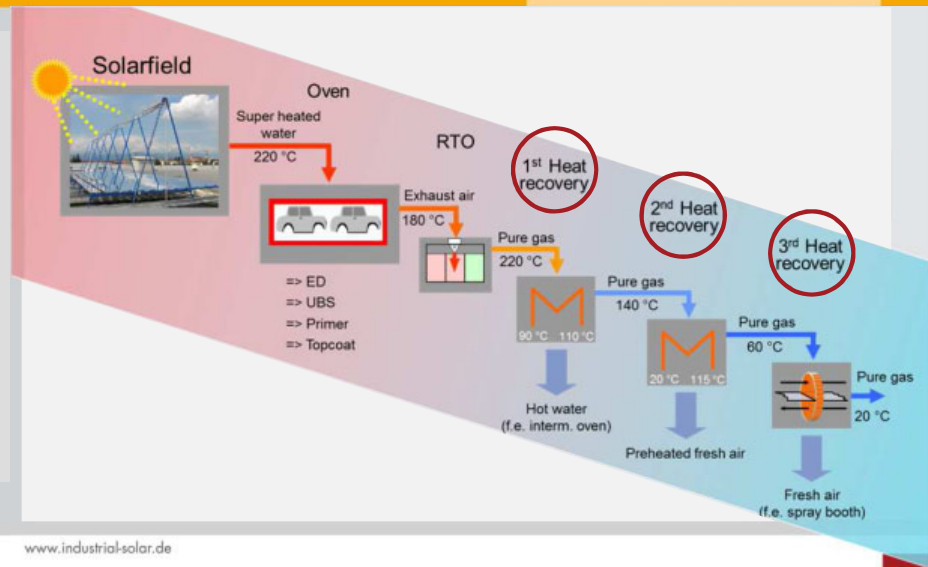 Solarfield
Oven
Super heated
water
220 °C
RTO
1st Heat
recovery
Exhaust air
180 °C
2nd Heat
recovery
Pure gas
220 °C
3rd Heat
recovery
=> ED
=> UBS
=> Primer
=> Topcoat
Pure gas
140 °C
90 °C 110 °C
Pure gas
60 °C
20 °C 115 °C
Pure gas
20 °C
Hot water
(f.e. interm. oven)
Preheated fresh air
Fresh air
(f.e. spray booth)
www.industrial-solar.de